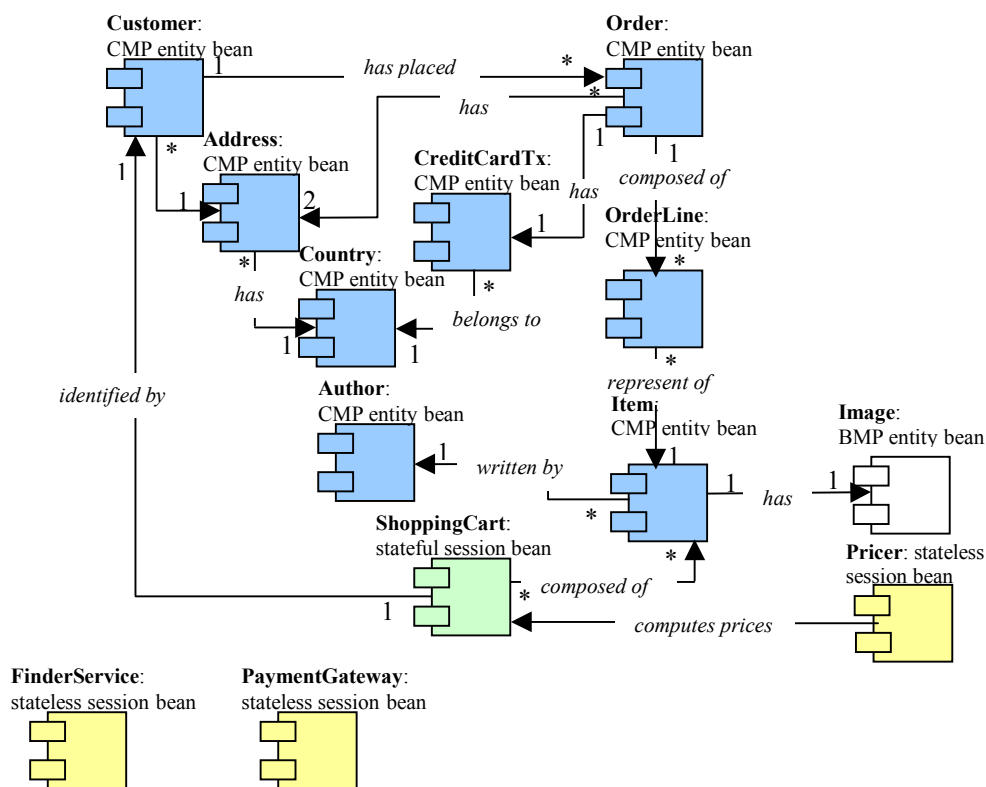 Customer:
CMP entity bean
Order:
CMP entity bean
1
has placed
*
*
has
1
*
Address:
CMP entity bean
CreditCardTx:
CMP entity bean
has
1
composed of
1
1
2
1
OrderLine:
CMP entity bean
*
*
Country:
CMP entity bean
*
has
1
1
belongs to
*
represent of
identified by
Author:
CMP entity bean
Item:
CMP entity bean
Image:
BMP entity bean
1
written by
*
1
1
has
1
ShoppingCart:
stateful session bean
*
Pricer: stateless
session bean
*
composed of
1
computes prices
FinderService:
stateless session bean
PaymentGateway:
stateless session bean